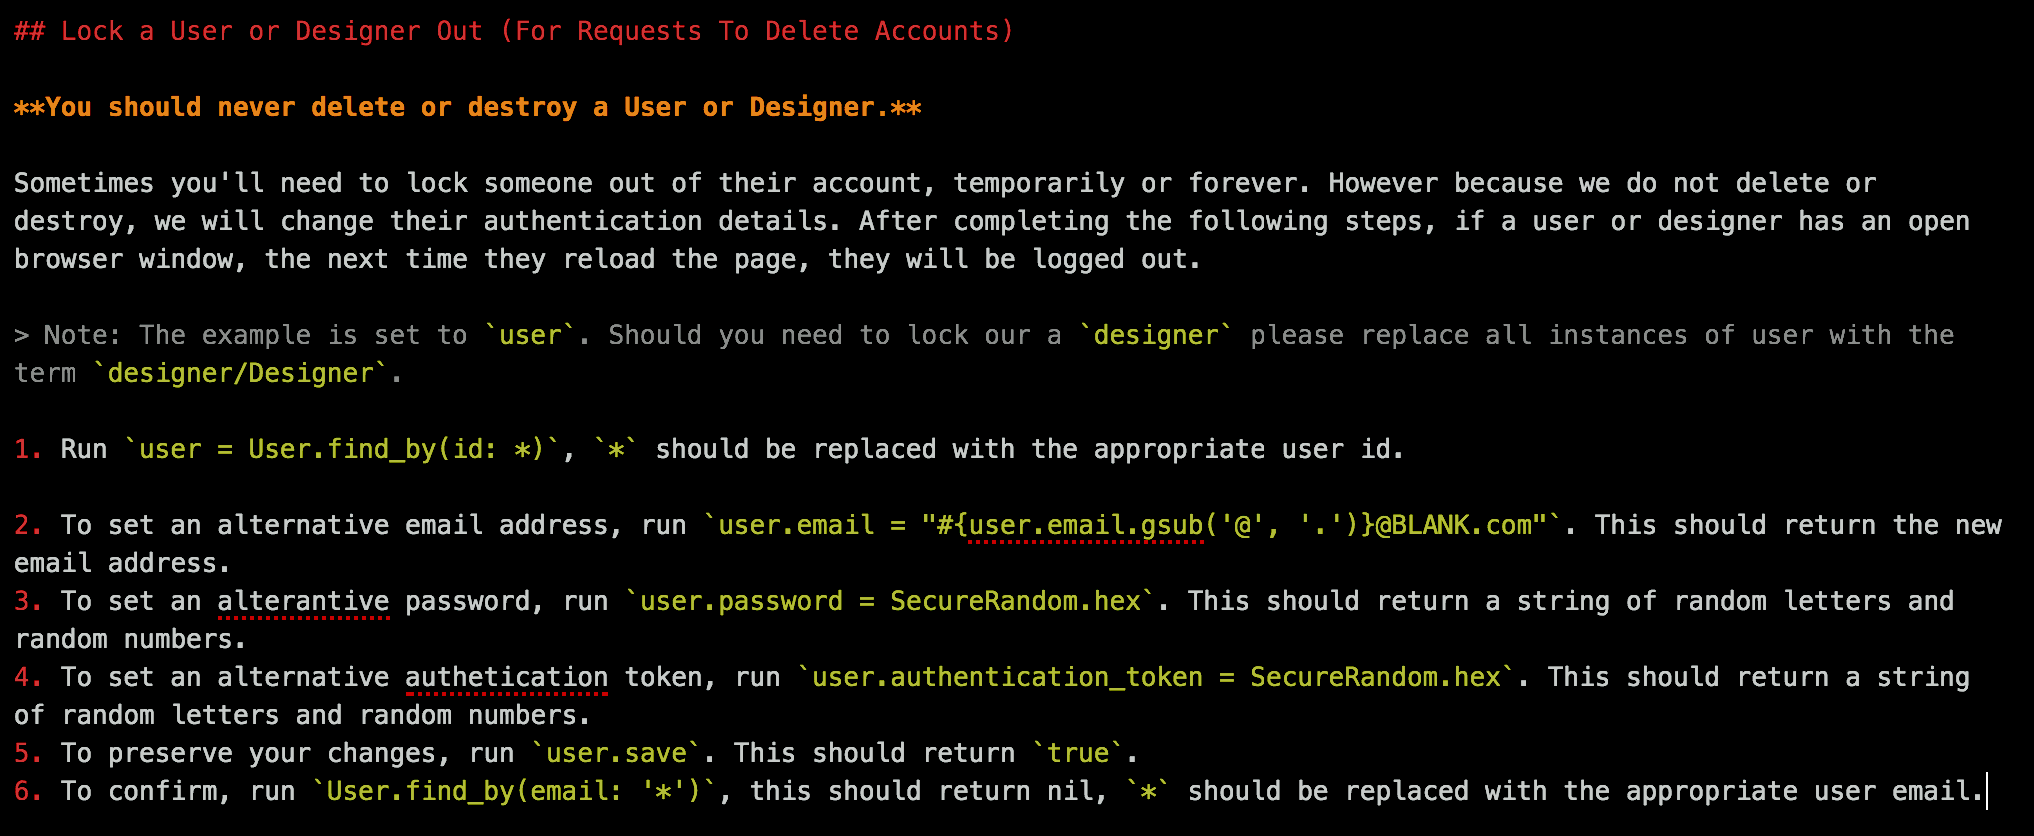 ## Lock a User or Designer Out (For Requests To Delete Accounts)
**You should never delete or destroy a User or Designer.**
Sometimes you'll need to lock someone out of their account, temporarily or forever. However because we do not delete or
destroy, we will change their authentication details. After completing the following steps, if a user or designer has an open
browser window, the next time they reload the page, they will be logged out.
> Note: The example is set to `user`. Should you need to lock our a `designer` please replace all instances of user with the
term `designer/Designer`.
1. Run `user = User.find_by(id: *)`, `*` should be replaced with the appropriate user id.
2. To set an alternative email address, run `user.email = "#{user.email.gsub('@', '.')}@BLANK.com"`. This should return the new
email address.
3. To set an alterantive password, run `user.password = SecureRandom.hex`. This should return a string of random letters and
random numbers.
4. To set an alternative authetication token, run `user.authentication_token = SecureRandom.hex`. This should return a string
of random letters and random numbers.
5. To preserve your changes, run `user.save`. This should return `true`.
6. To confirm, run `User.find_by(email: '*')`, this should return nil, `*` should be replaced with the appropriate user email.